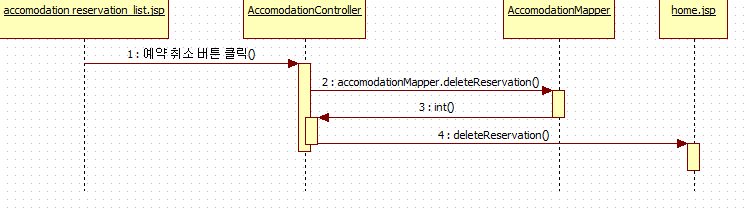 accomodation reservation_list.jsp
AccomodationController
AccomodationMapper
home.jsp
1 : 예약 취소 버튼 클릭()
2 : accomodationMapper.deleteReservation()
3 : int()
4 : deleteReservation()